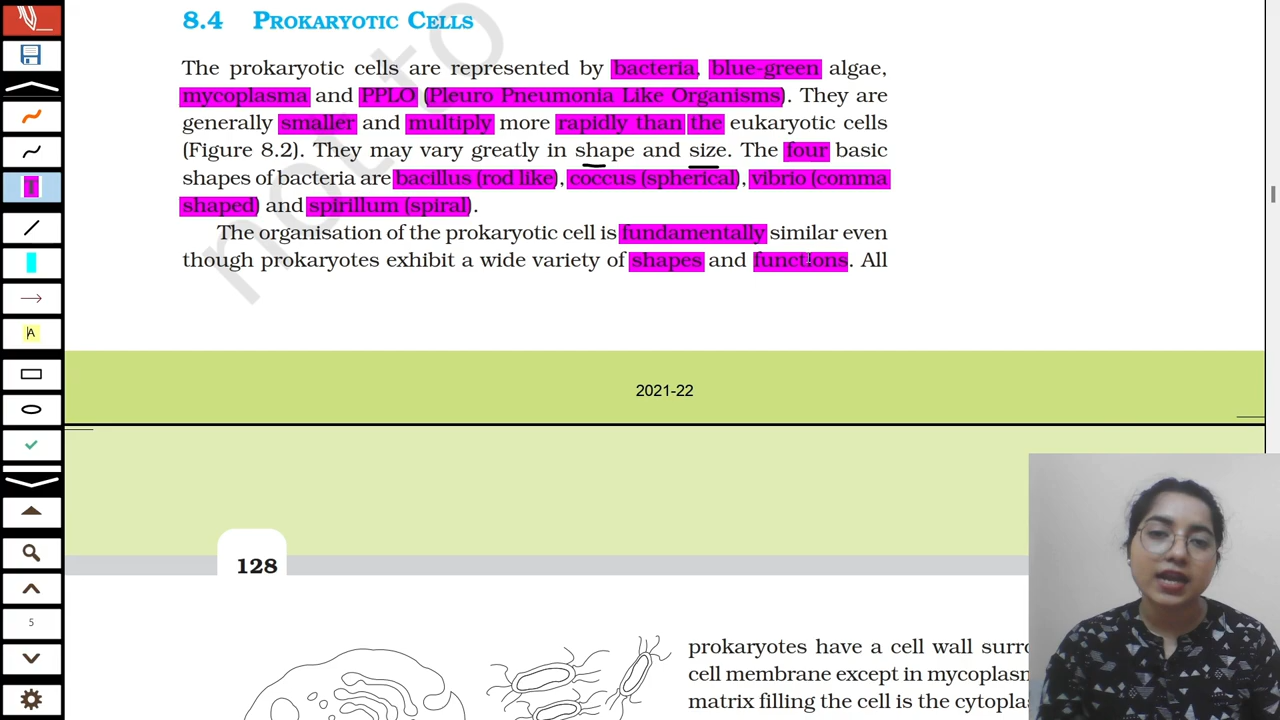 8.4 PROKARYOTIC CELLS
The prokaryotic cells are represented by bacteria, blue-green algae,
mycoplasma and PPLO (Pleuro Pneumonia Like Organisms). They are
generally smaller and multiply more rapidly than the eukaryotic cells
(Figure 8.2). They may vary greatly in shape and size. The four basic
shapes of bacteria are bacillus (rod like), coccus (spherical), vibrio (comma
shaped) and spirillum (spiral).
The organisation of the prokaryotic cell is fundamentally similar even
though prokaryotes exhibit a wide variety of shapes and functions. All
not to
2021-22
128
prokaryotes have a cell wall
cell membrane except in
matrix filling the cell is the
T
A
5